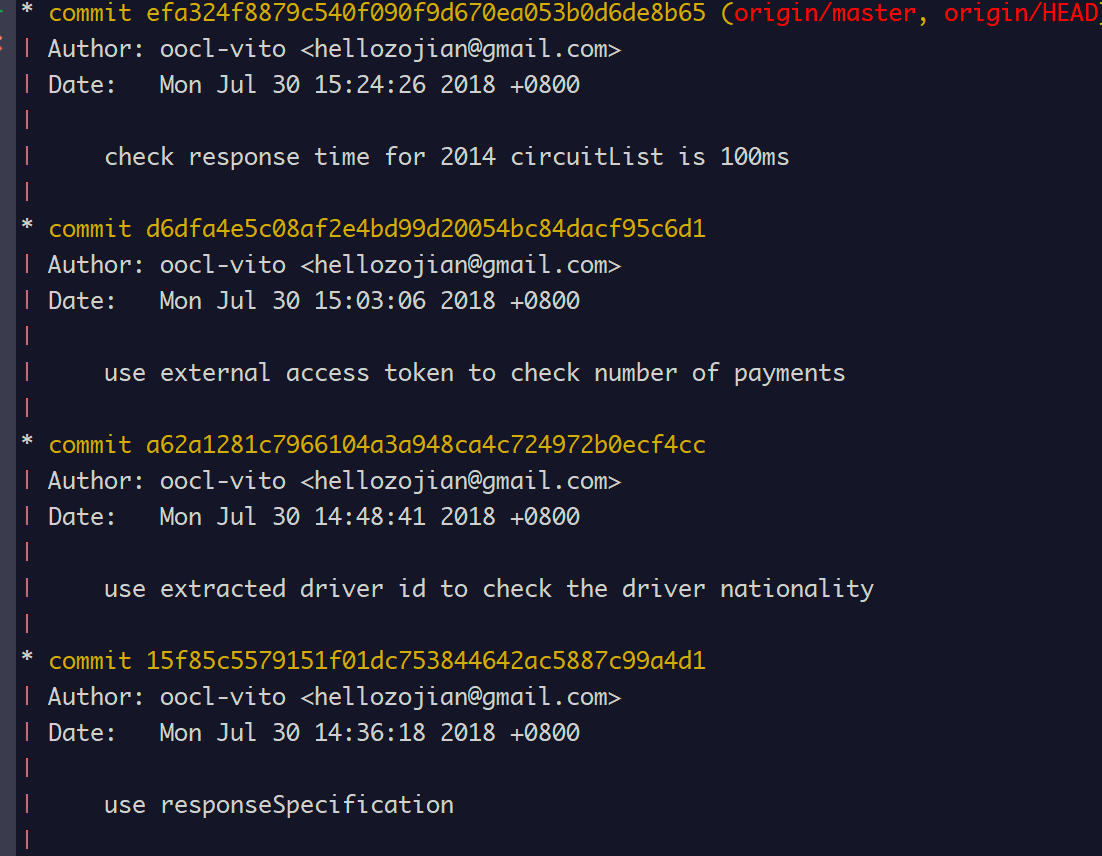 * commit efa324f8879c540f090f9d670ea053b0d6de8b65 (origin/master, origin/HEAD)
| Author: oocl-vito <hellozojian@gmail.com>
| Date:   Mon Jul 30 15:24:26 2018 +0800
|
|     check response time for 2014 circuitList is 100ms
|
* commit d6dfa4e5c08af2e4bd99d20054bc84dacf95c6d1
| Author: oocl-vito <hellozojian@gmail.com>
| Date:   Mon Jul 30 15:03:06 2018 +0800
|
|     use external access token to check number of payments
|
* commit a62a1281c7966104a3a948ca4c724972b0ecf4cc
| Author: oocl-vito <hellozojian@gmail.com>
| Date:   Mon Jul 30 14:48:41 2018 +0800
|
|     use extracted driver id to check the driver nationality
|
* commit 15f85c5579151f01dc753844642ac5887c99a4d1
| Author: oocl-vito <hellozojian@gmail.com>
| Date:   Mon Jul 30 14:36:18 2018 +0800
|
|     use responseSpecification
|